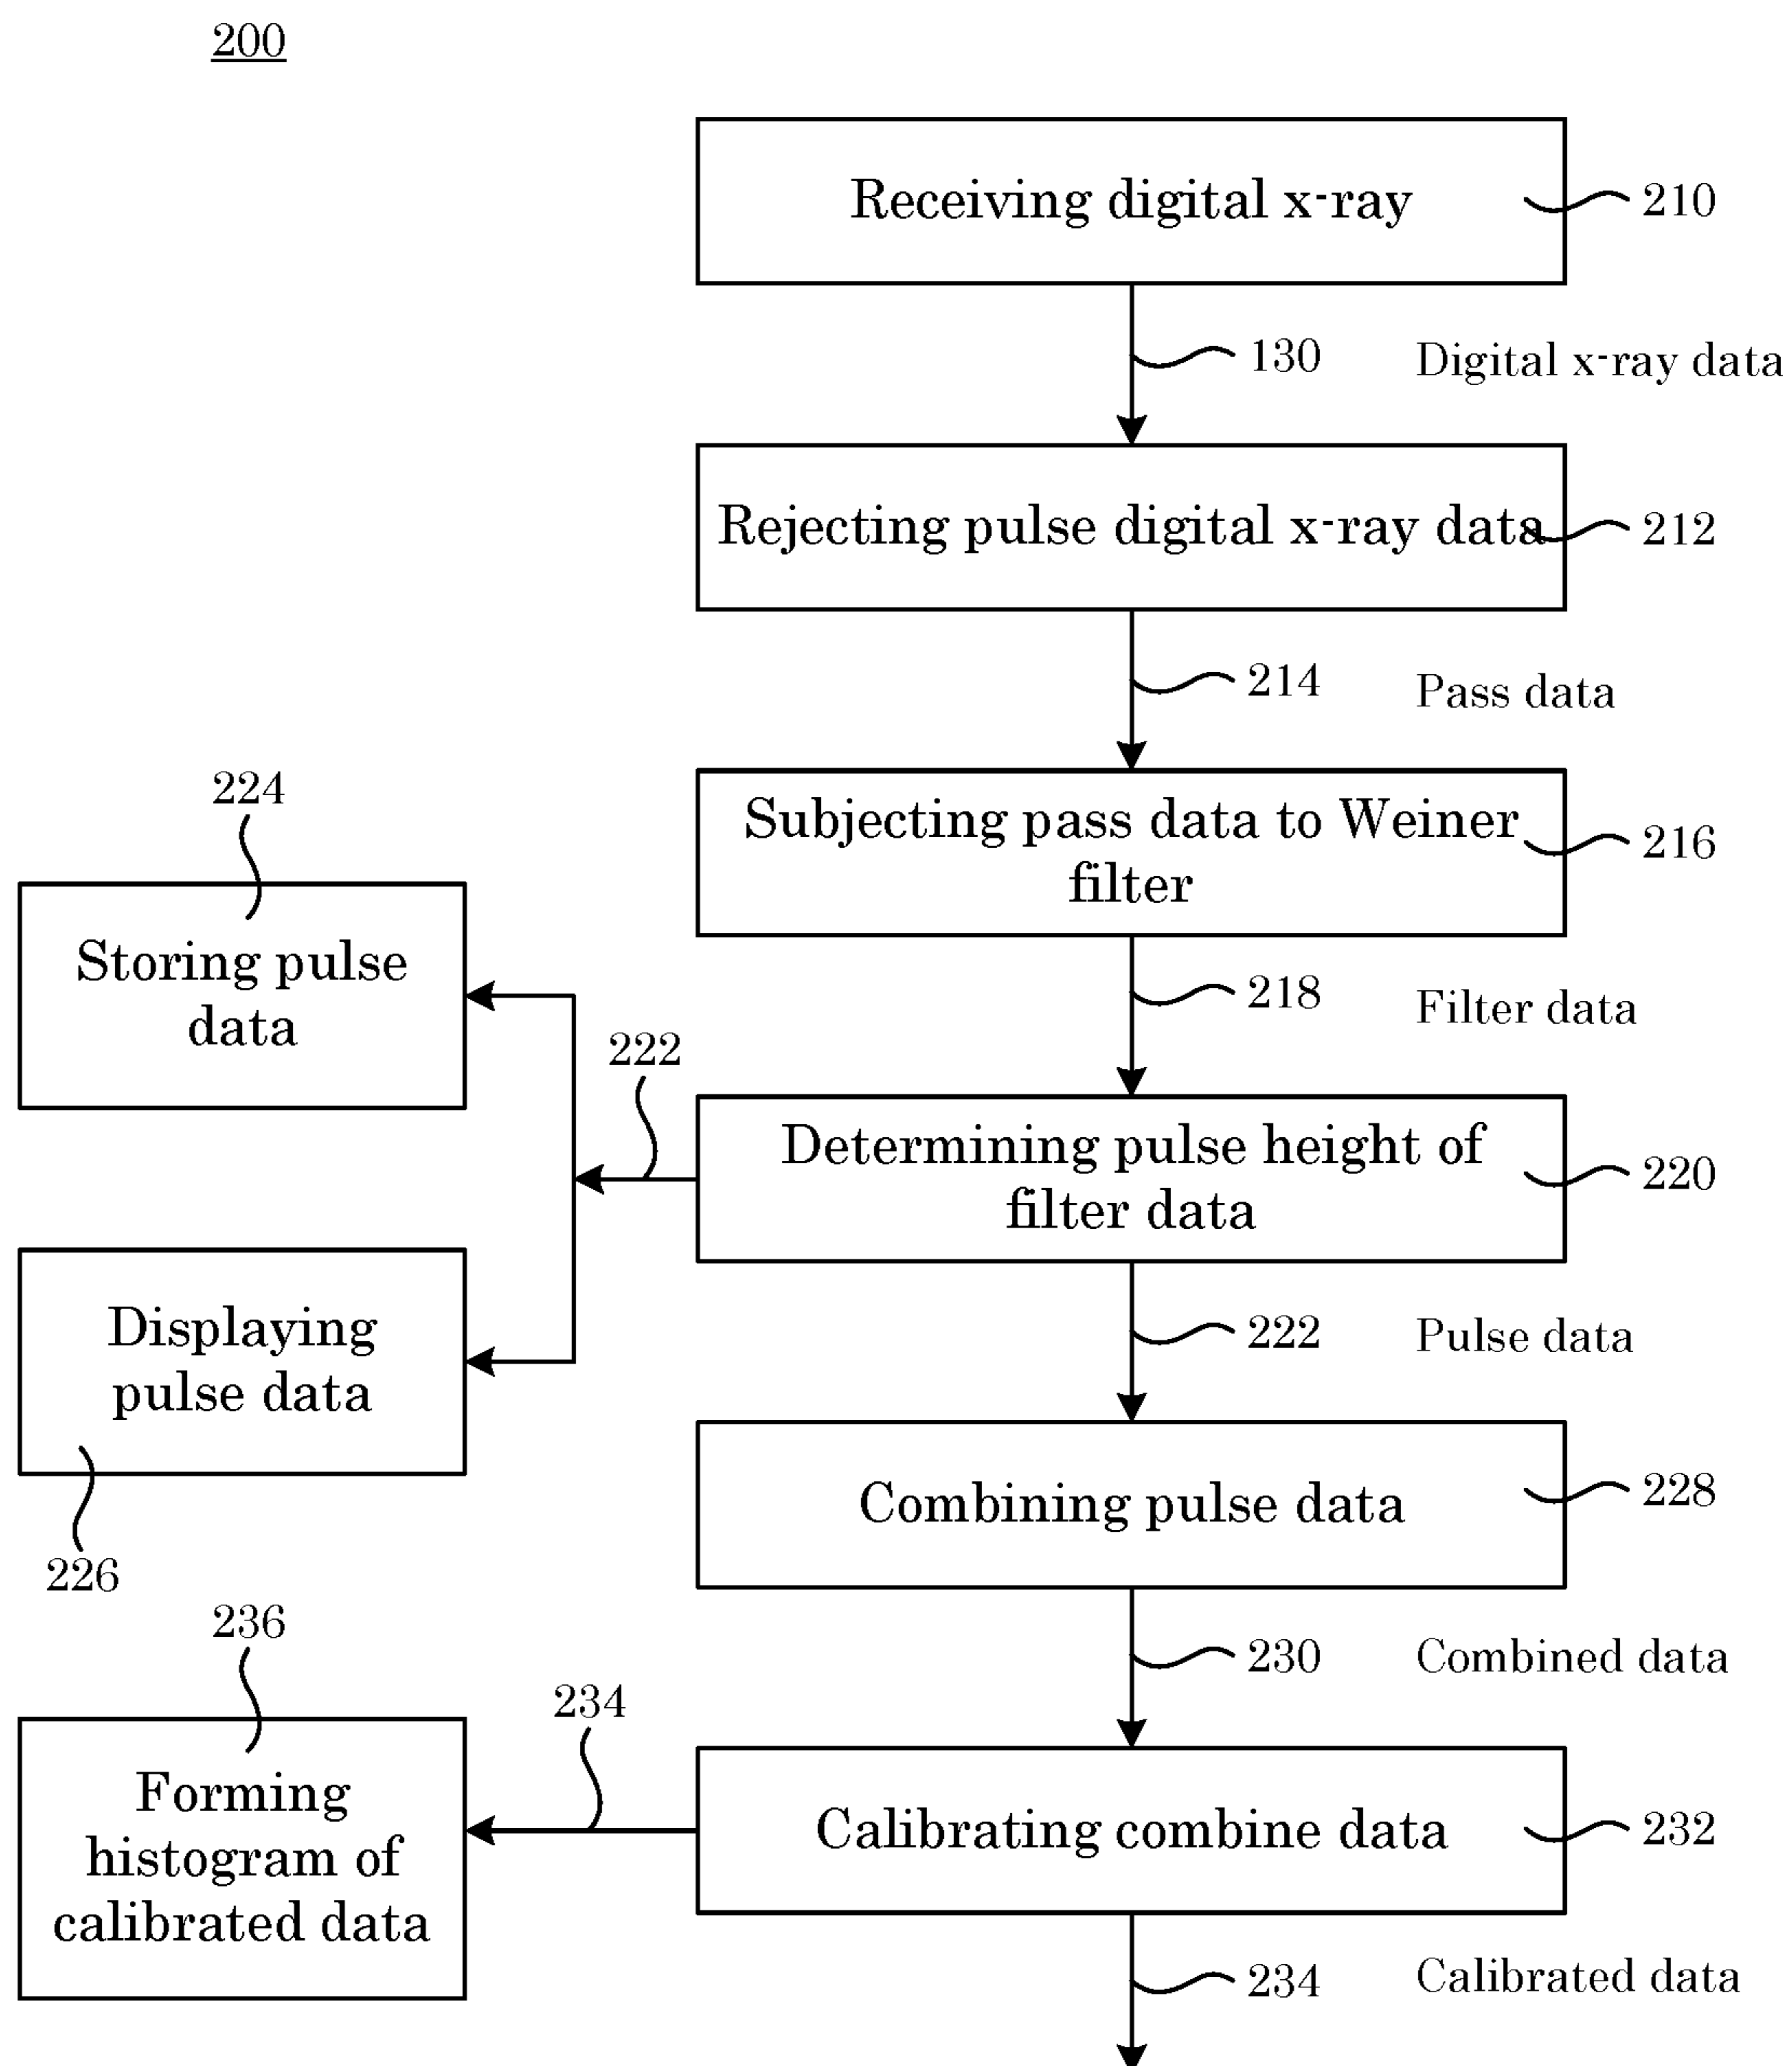 200
Receiving digital x-ray
210
130
Digital x-ray data
Rejecting pulse digital x-ray data
212
214
Pass data
Subjecting pass data to Weiner
filter
216
224
Storing pulse
data
218
Filter data
222
Determining pulse height of
filter data
220
Displaying
pulse data
226
222
Pulse data
Combining pulse data
228
230
Combined data
236
Forming
histogram of
calibrated data
234
Calibrating combine data
232
234
Calibrated data